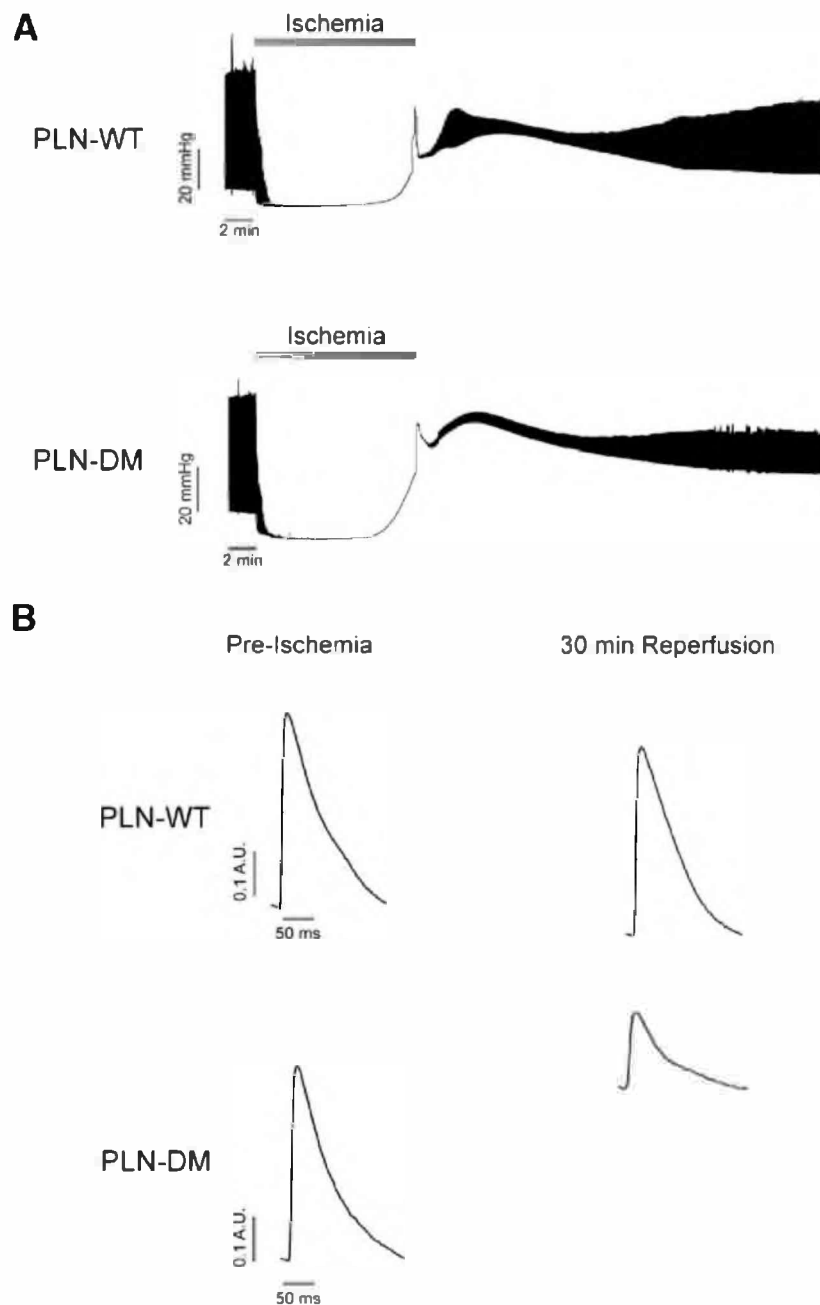 A
Ischemia
PLN-WT
20 mmHg
2 min
Ischemia
PLN-DM
20 mmHg
2 min
B
Pre-Ischemia
30 min Reperfusion
PLN-WT
0.1 A.U.
50 ms
PLN-DM
0.1 A.U.
50 ms